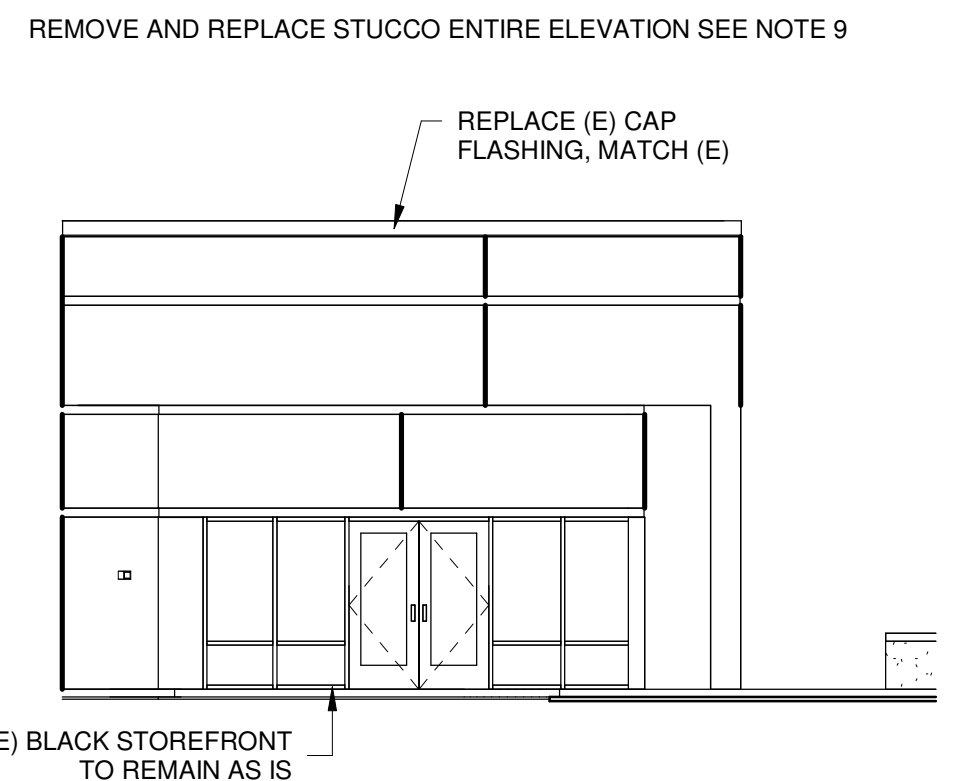 REMOVE AND REPLACE STUCCO ENTIRE ELEVATION SEE NOTE 9
REPLACE (E) CAP
FLASHING, MATCH (E)
E) BLACK STOREFRONT
TO REMAIN AS IS